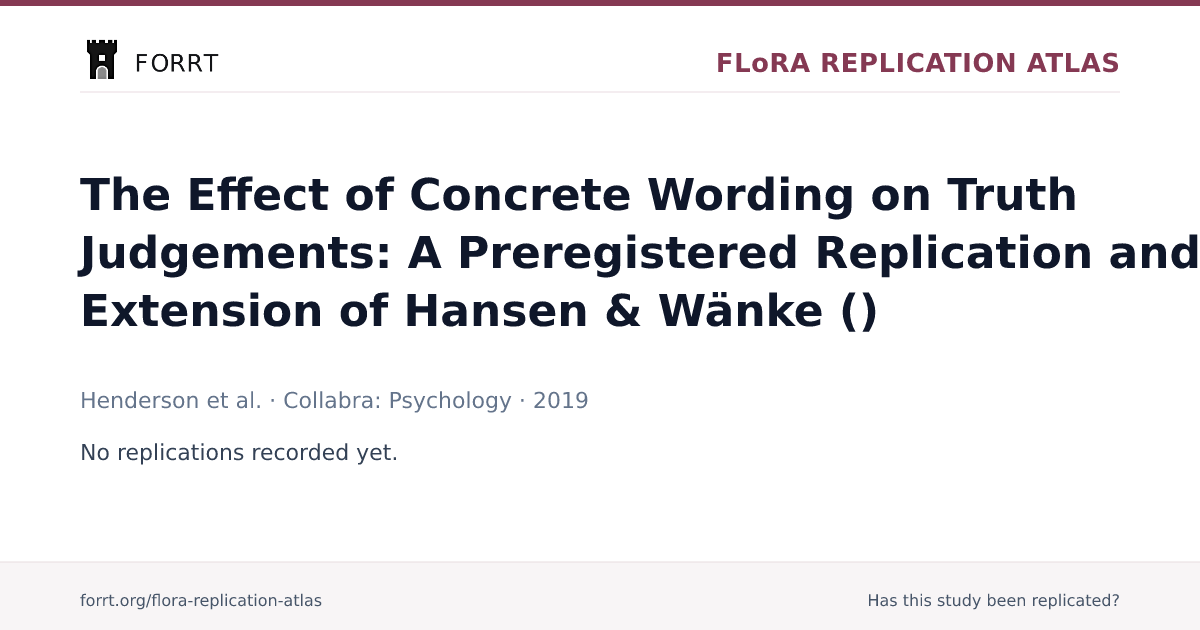 FORRT
FLoRA REPLICATION ATLAS
The Effect of Concrete Wording on Truth
Judgements: A Preregistered Replication and
Extension of Hansen & Wänke ()
Henderson et al. · Collabra: Psychology · 2019
No replications recorded yet.
forrt.org/flora-replication-atlas
Has this study been replicated?